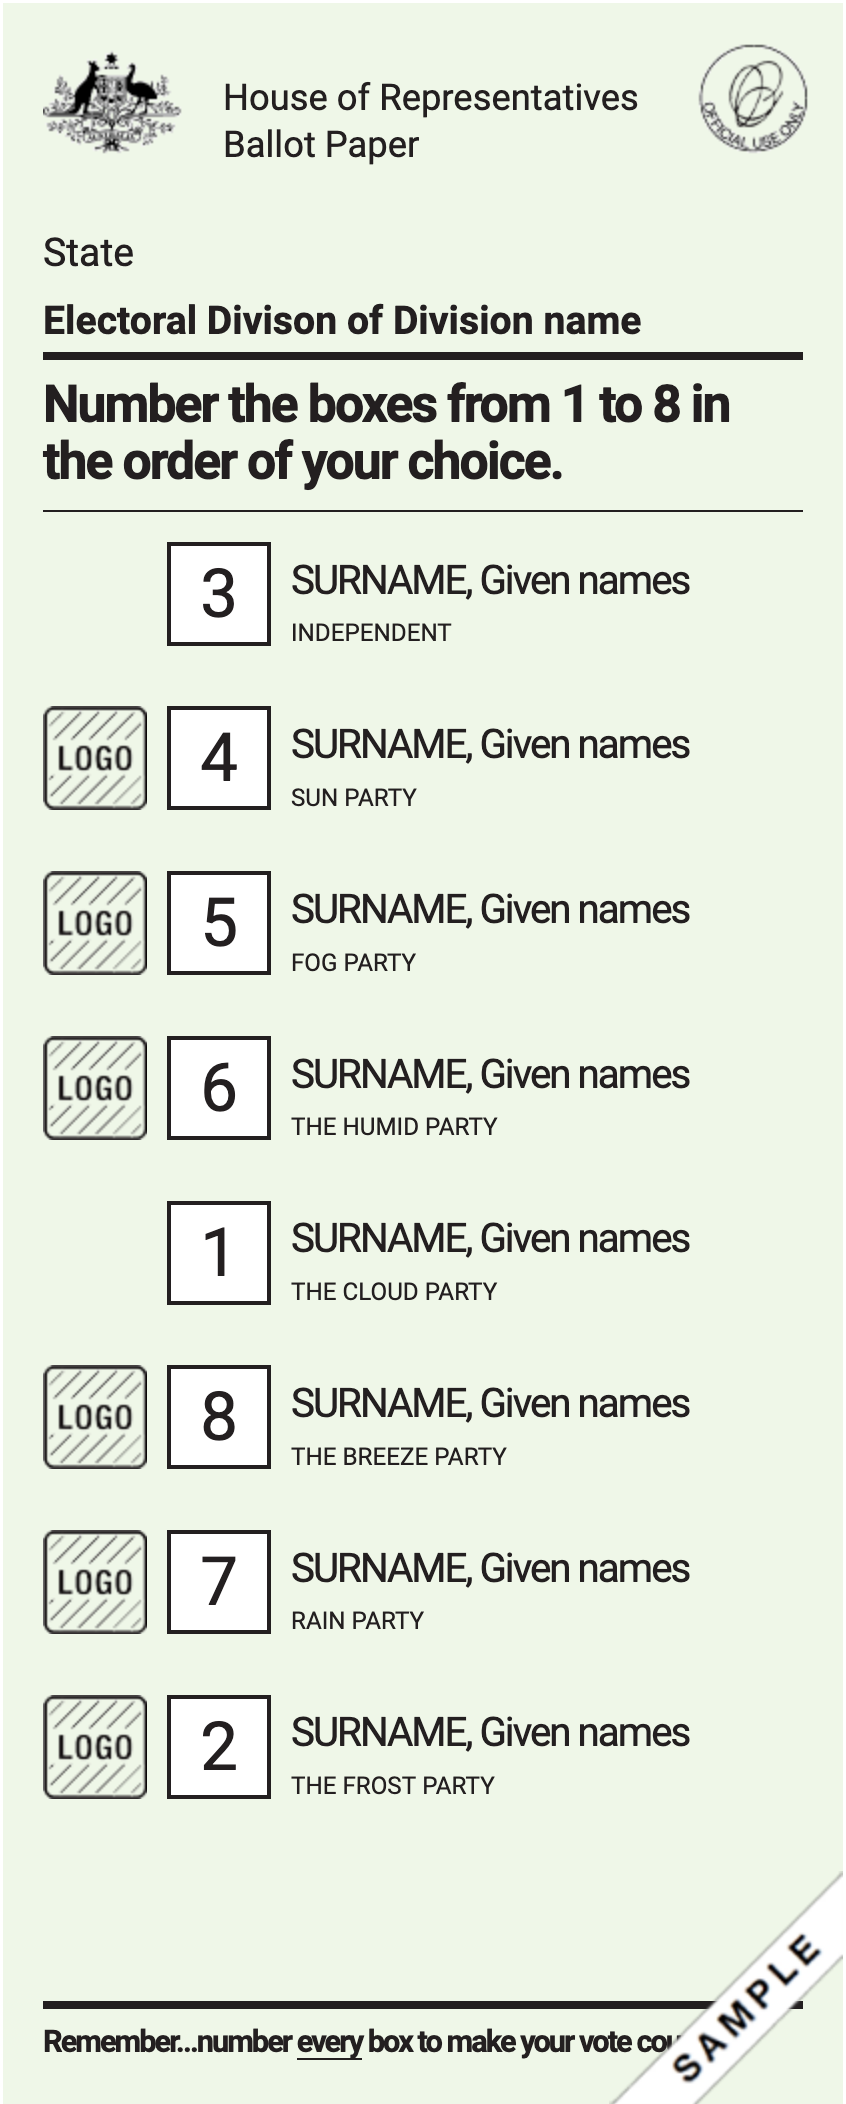 House of Representatives
Ballot Paper
OFFICIAL USE ONLY
State
Electoral Divison of Division name
Number the boxes from 1 to 8 in
the order of your choice.
3 SURNAME, Given names
INDEPENDENT
LOGO 4 SURNAME, Given names
SUN PARTY
LOGO 5 SURNAME, Given names
FOG PARTY
LOGO 6 SURNAME, Given names
THE HUMID PARTY
1 SURNAME, Given names
THE CLOUD PARTY
LOGO 8 SURNAME, Given names
THE BREEZE PARTY
LOGO 7 SURNAME, Given names
RAIN PARTY
LOGO 2 SURNAME, Given names
THE FROST PARTY
Remember...number every box to make your vote cou
SAMPLE